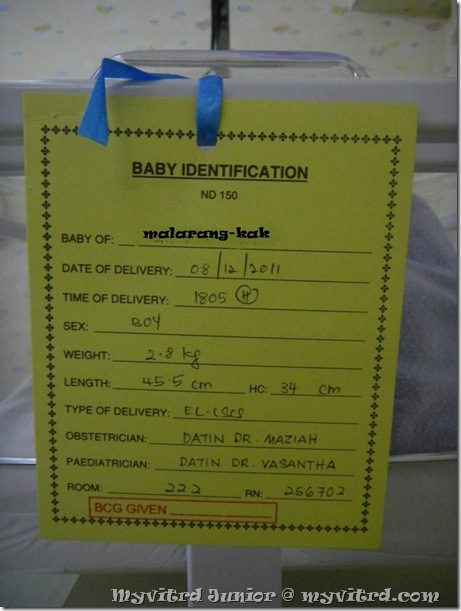 BABY IDENTIFICATION
ND 150
BABY OF: malarang-kak
DATE OF DELIVERY: 08/12/2011
TIME OF DELIVERY: 1805 H
SEX: BOY
WEIGHT: 2.8 kg
LENGTH: 45.5 cm HC: 34 cm
TYPE OF DELIVERY: EL-LSCS
OBSTETRICIAN: DATIN DR. MAZIAH
PAEDIATRICIAN: DATIN DR. VASANTHA
ROOM: 222 RN: 256702
BCG GIVEN
Myvitrd Junior @ myvitrd.com